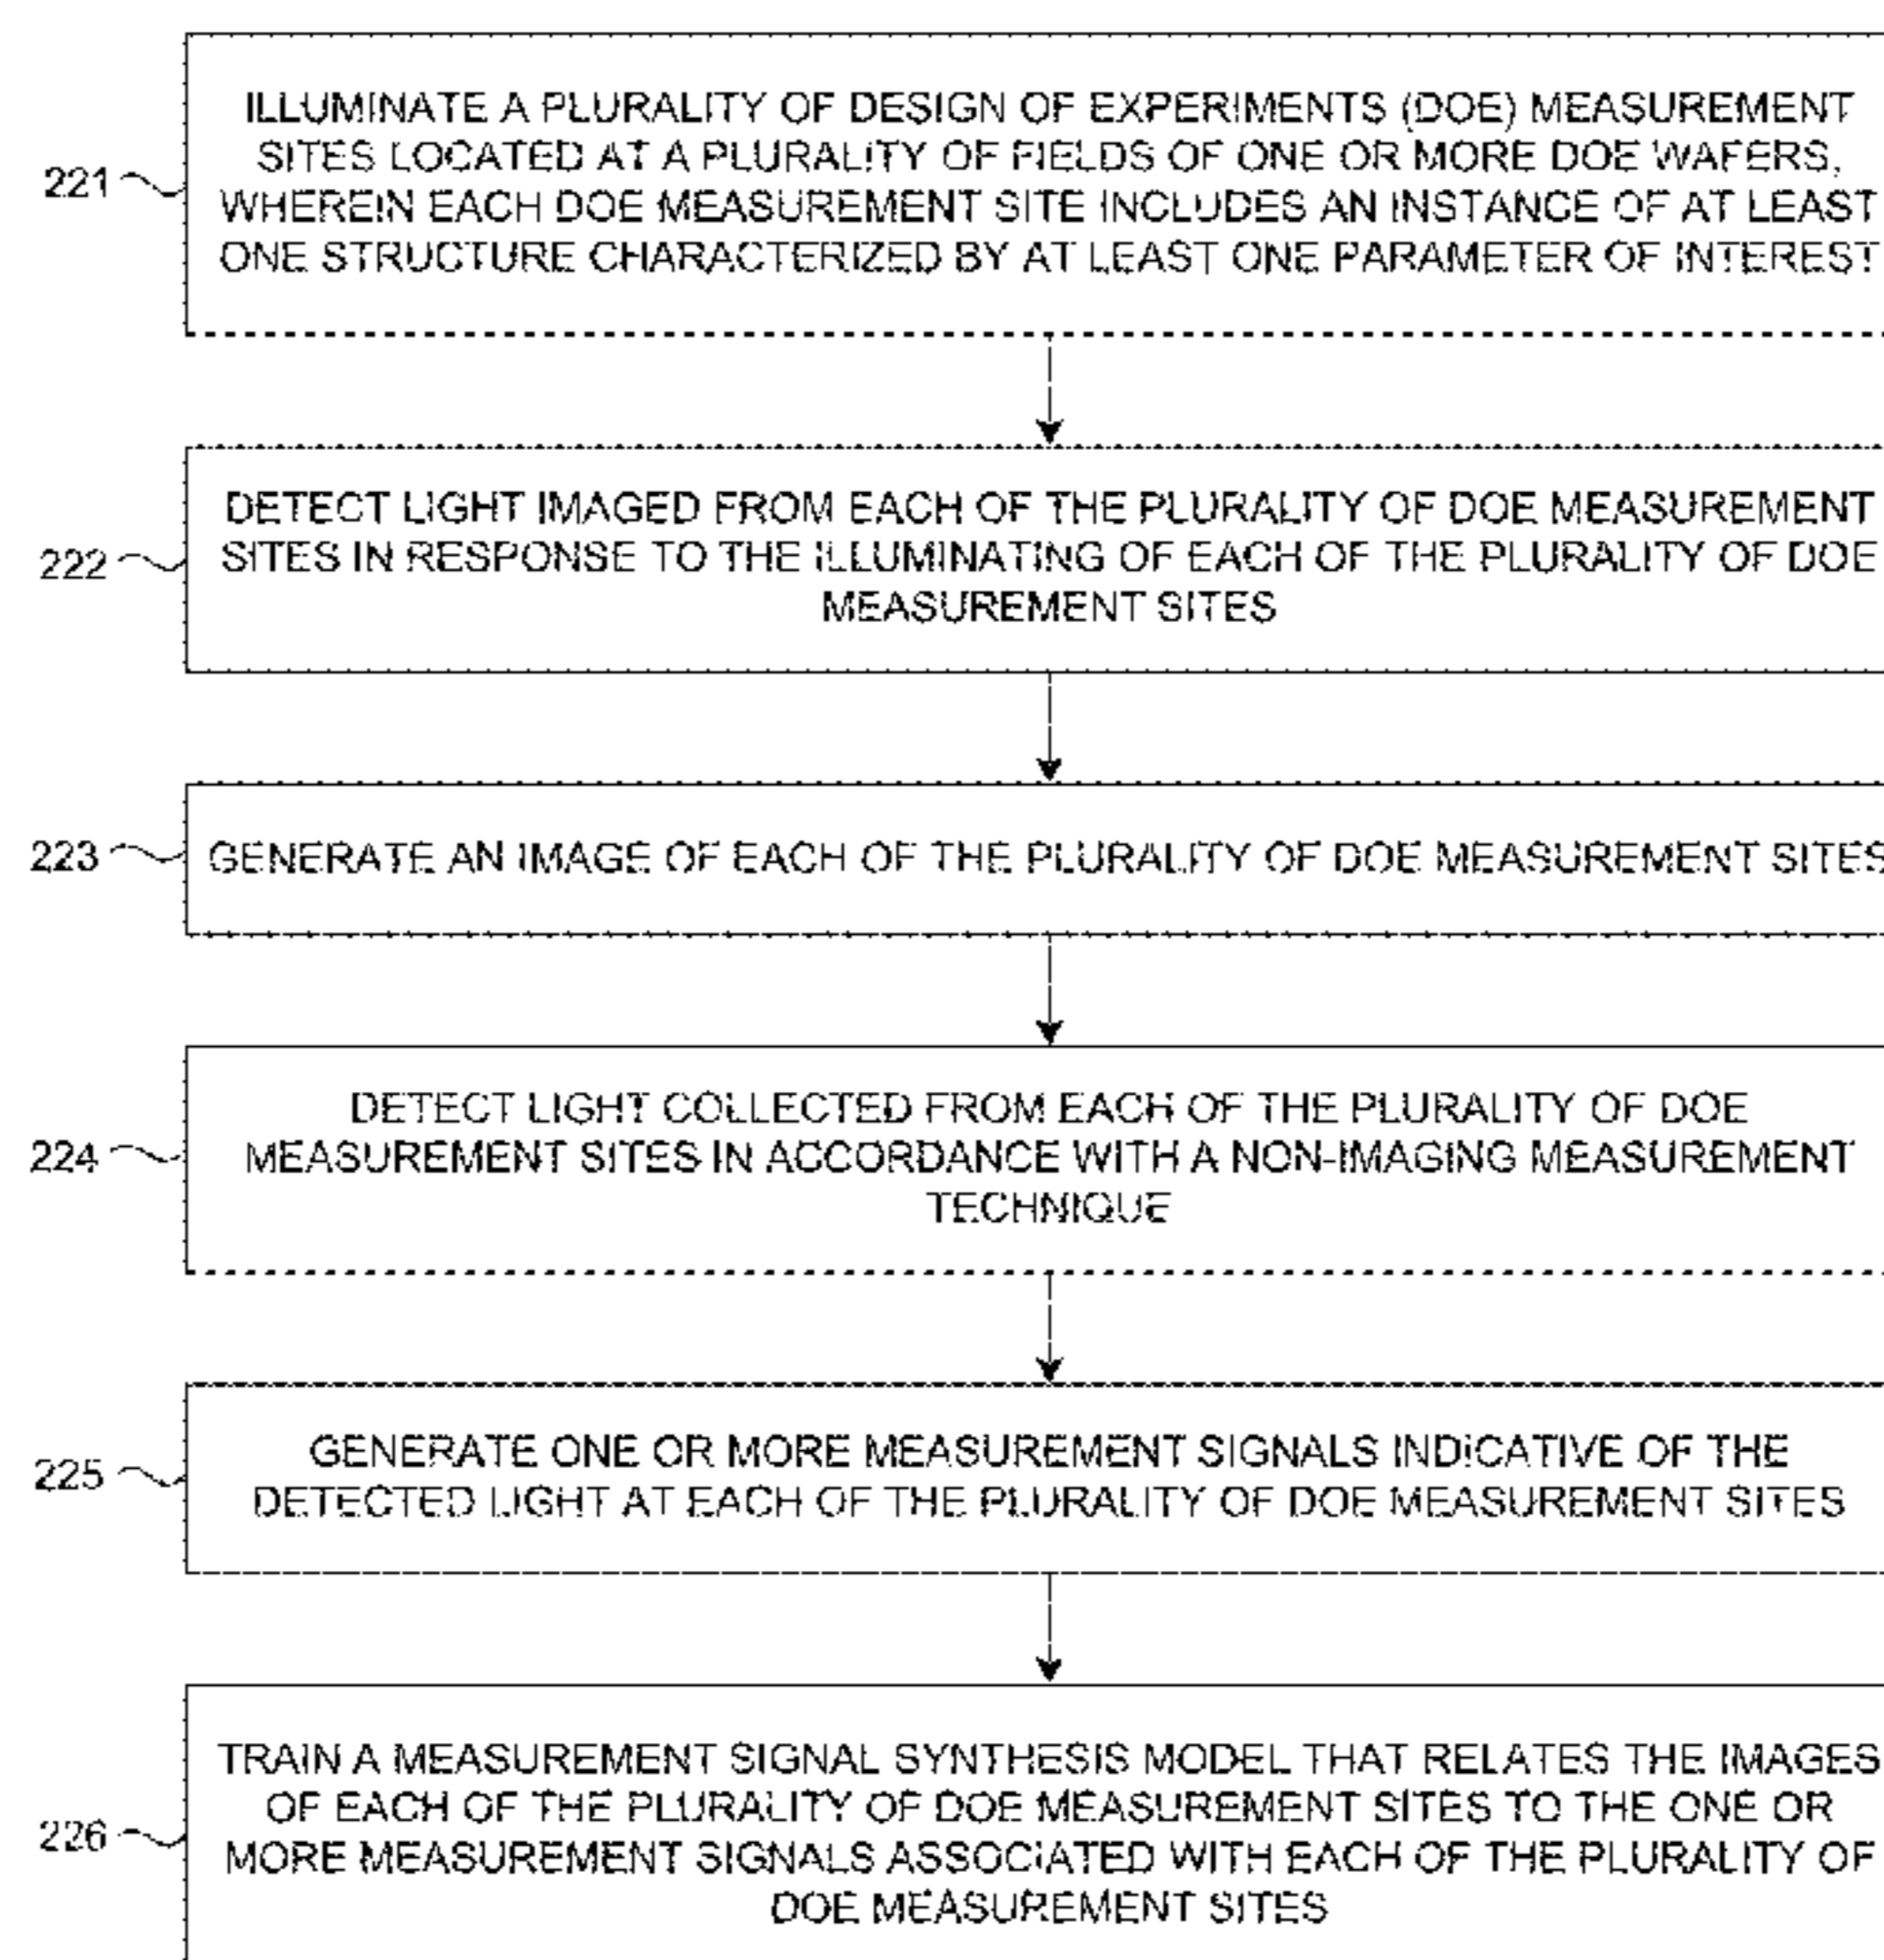 ILLUMINATE A PLURALITY OF DESIGN OF EXPERIMENTS (DOE) MEASUREMENT
SITES LOCATED AT A PLURALITY OF FIELDS OF ONE OR MORE DOE WAFERS,
221
WHEREIN EACH DOE MEASUREMENT SITE INCLUDES AN INSTANCE OF AT LEAST
ONE STRUCTURE CHARACTERIZED BY AT LEAST ONE PARAMETER OF INTEREST
DETECT LIGHT IMAGED FROM EACH OF THE PLURALITY OF DOE MEASUREMENT
222
SITES IN RESPONSE TO THE ILLUMINATING OF EACH OF THE PLURALITY OF DOE
MEASUREMENT SITES
223
GENERATE AN IMAGE OF EACH OF THE PLURALITY OF DOE MEASUREMENT SITES
DETECT LIGHT COLLECTED FROM EACH OF THE PLURALITY OF DOE
224
MEASUREMENT SITES IN ACCORDANCE WITH A NON-IMAGING MEASUREMENT
TECHNIQUE
225
GENERATE ONE OR MORE MEASUREMENT SIGNALS INDICATIVE OF THE
DETECTED LIGHT AT EACH OF THE PLURALITY OF DOE MEASUREMENT SITES
TRAIN A MEASUREMENT SIGNAL SYNTHESIS MODEL THAT RELATES THE IMAGES
OF EACH OF THE PLURALITY OF DOE MEASUREMENT SITES TO THE ONE OR
226
MORE MEASUREMENT SIGNALS ASSOCIATED WITH EACH OF THE PLURALITY OF
DOE MEASUREMENT SITES